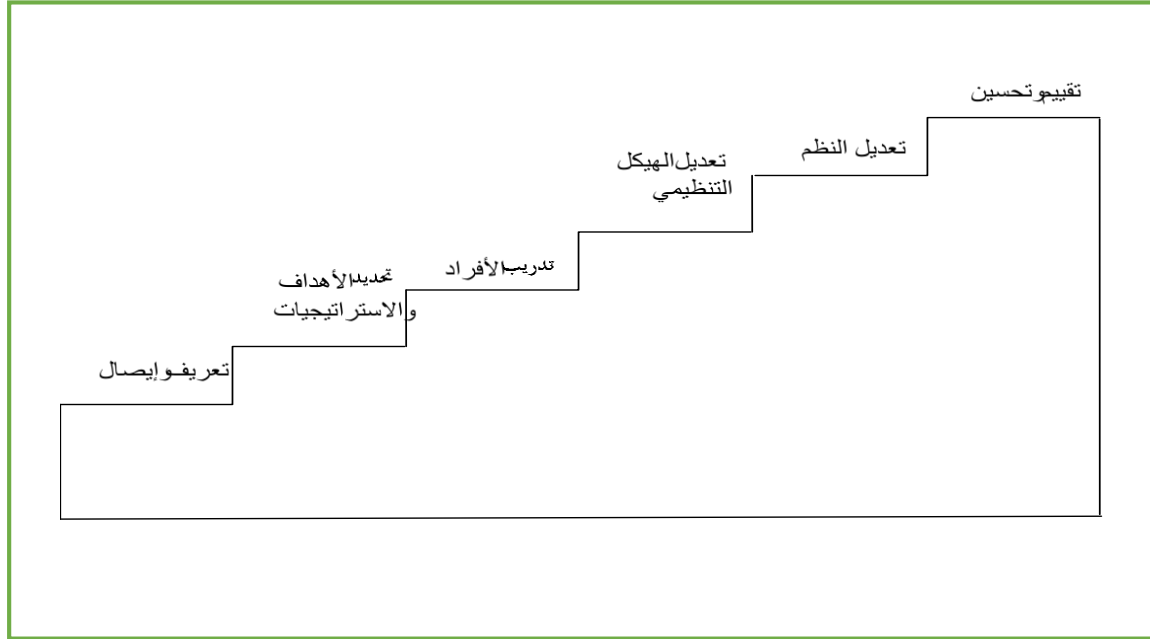 تقييم وتحسين
تعديل النظم
تعديل الهيكل
التنظيمي
تدريب الأفراد
تحديد الأهداف
والاستراتيجيات
تعريف وإيصال